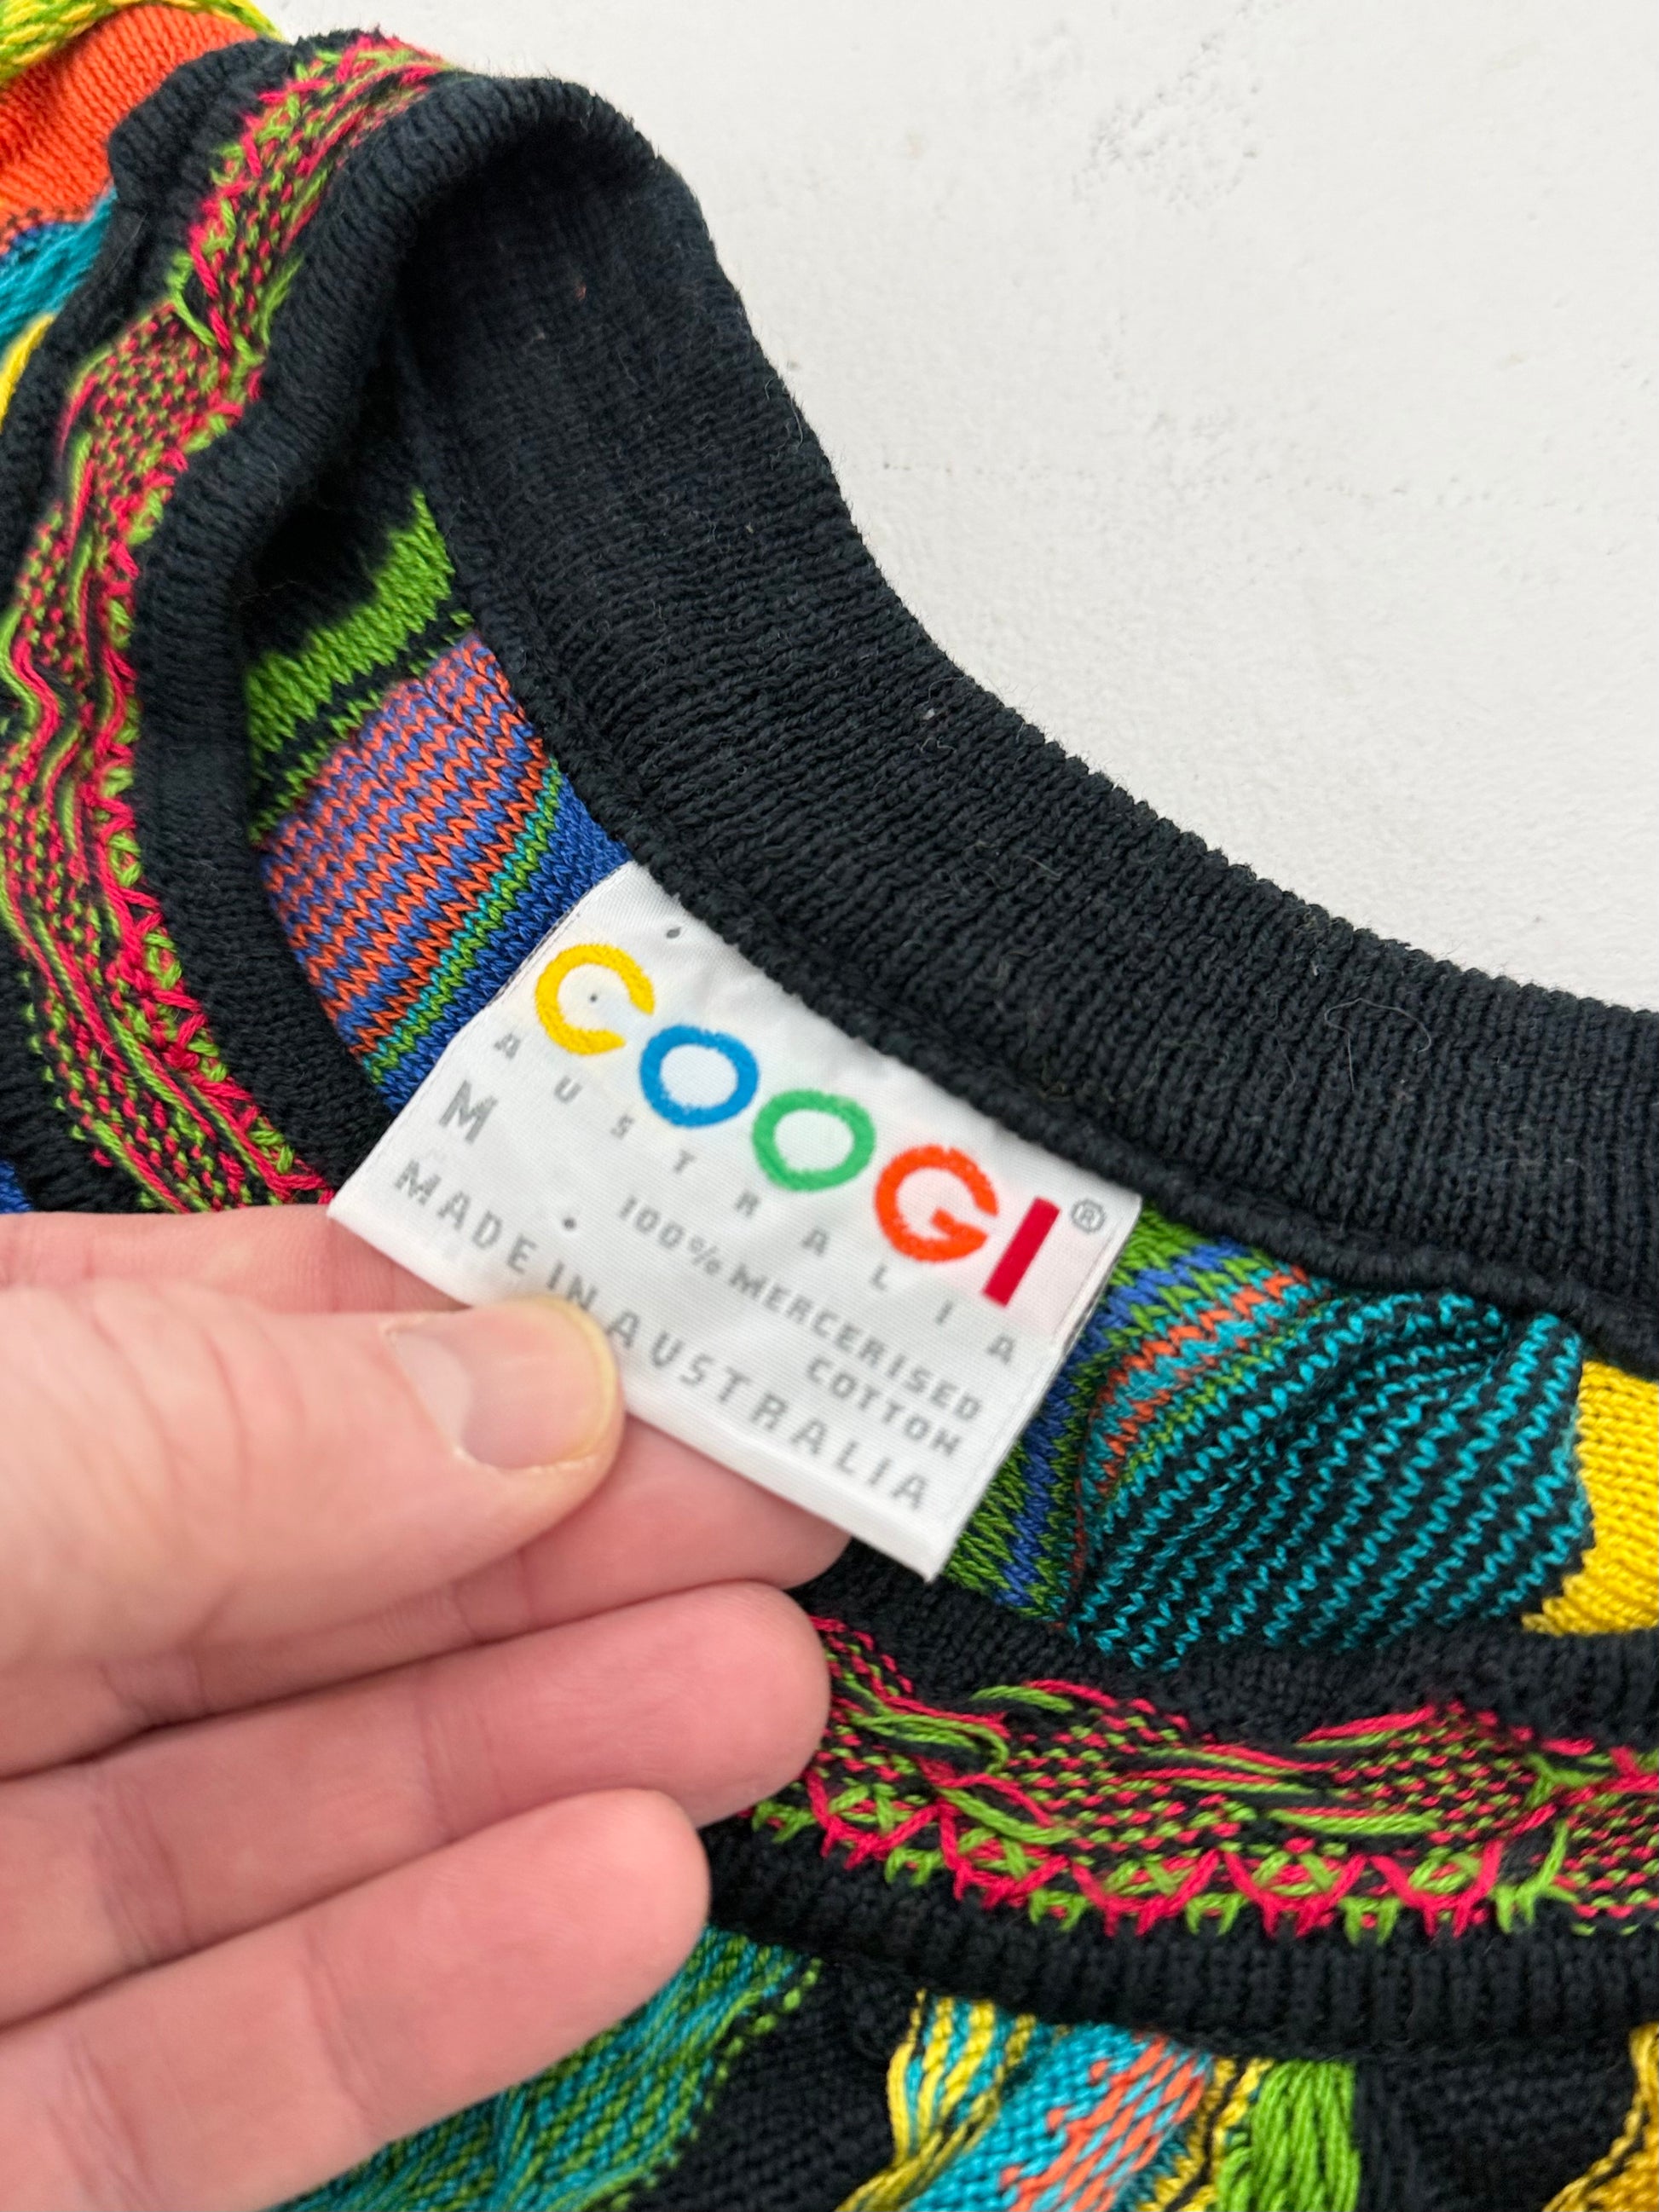 COOGI®
AUSTRALIA
M
100% MERCERISED
COTTON
MADE IN AUSTRALIA